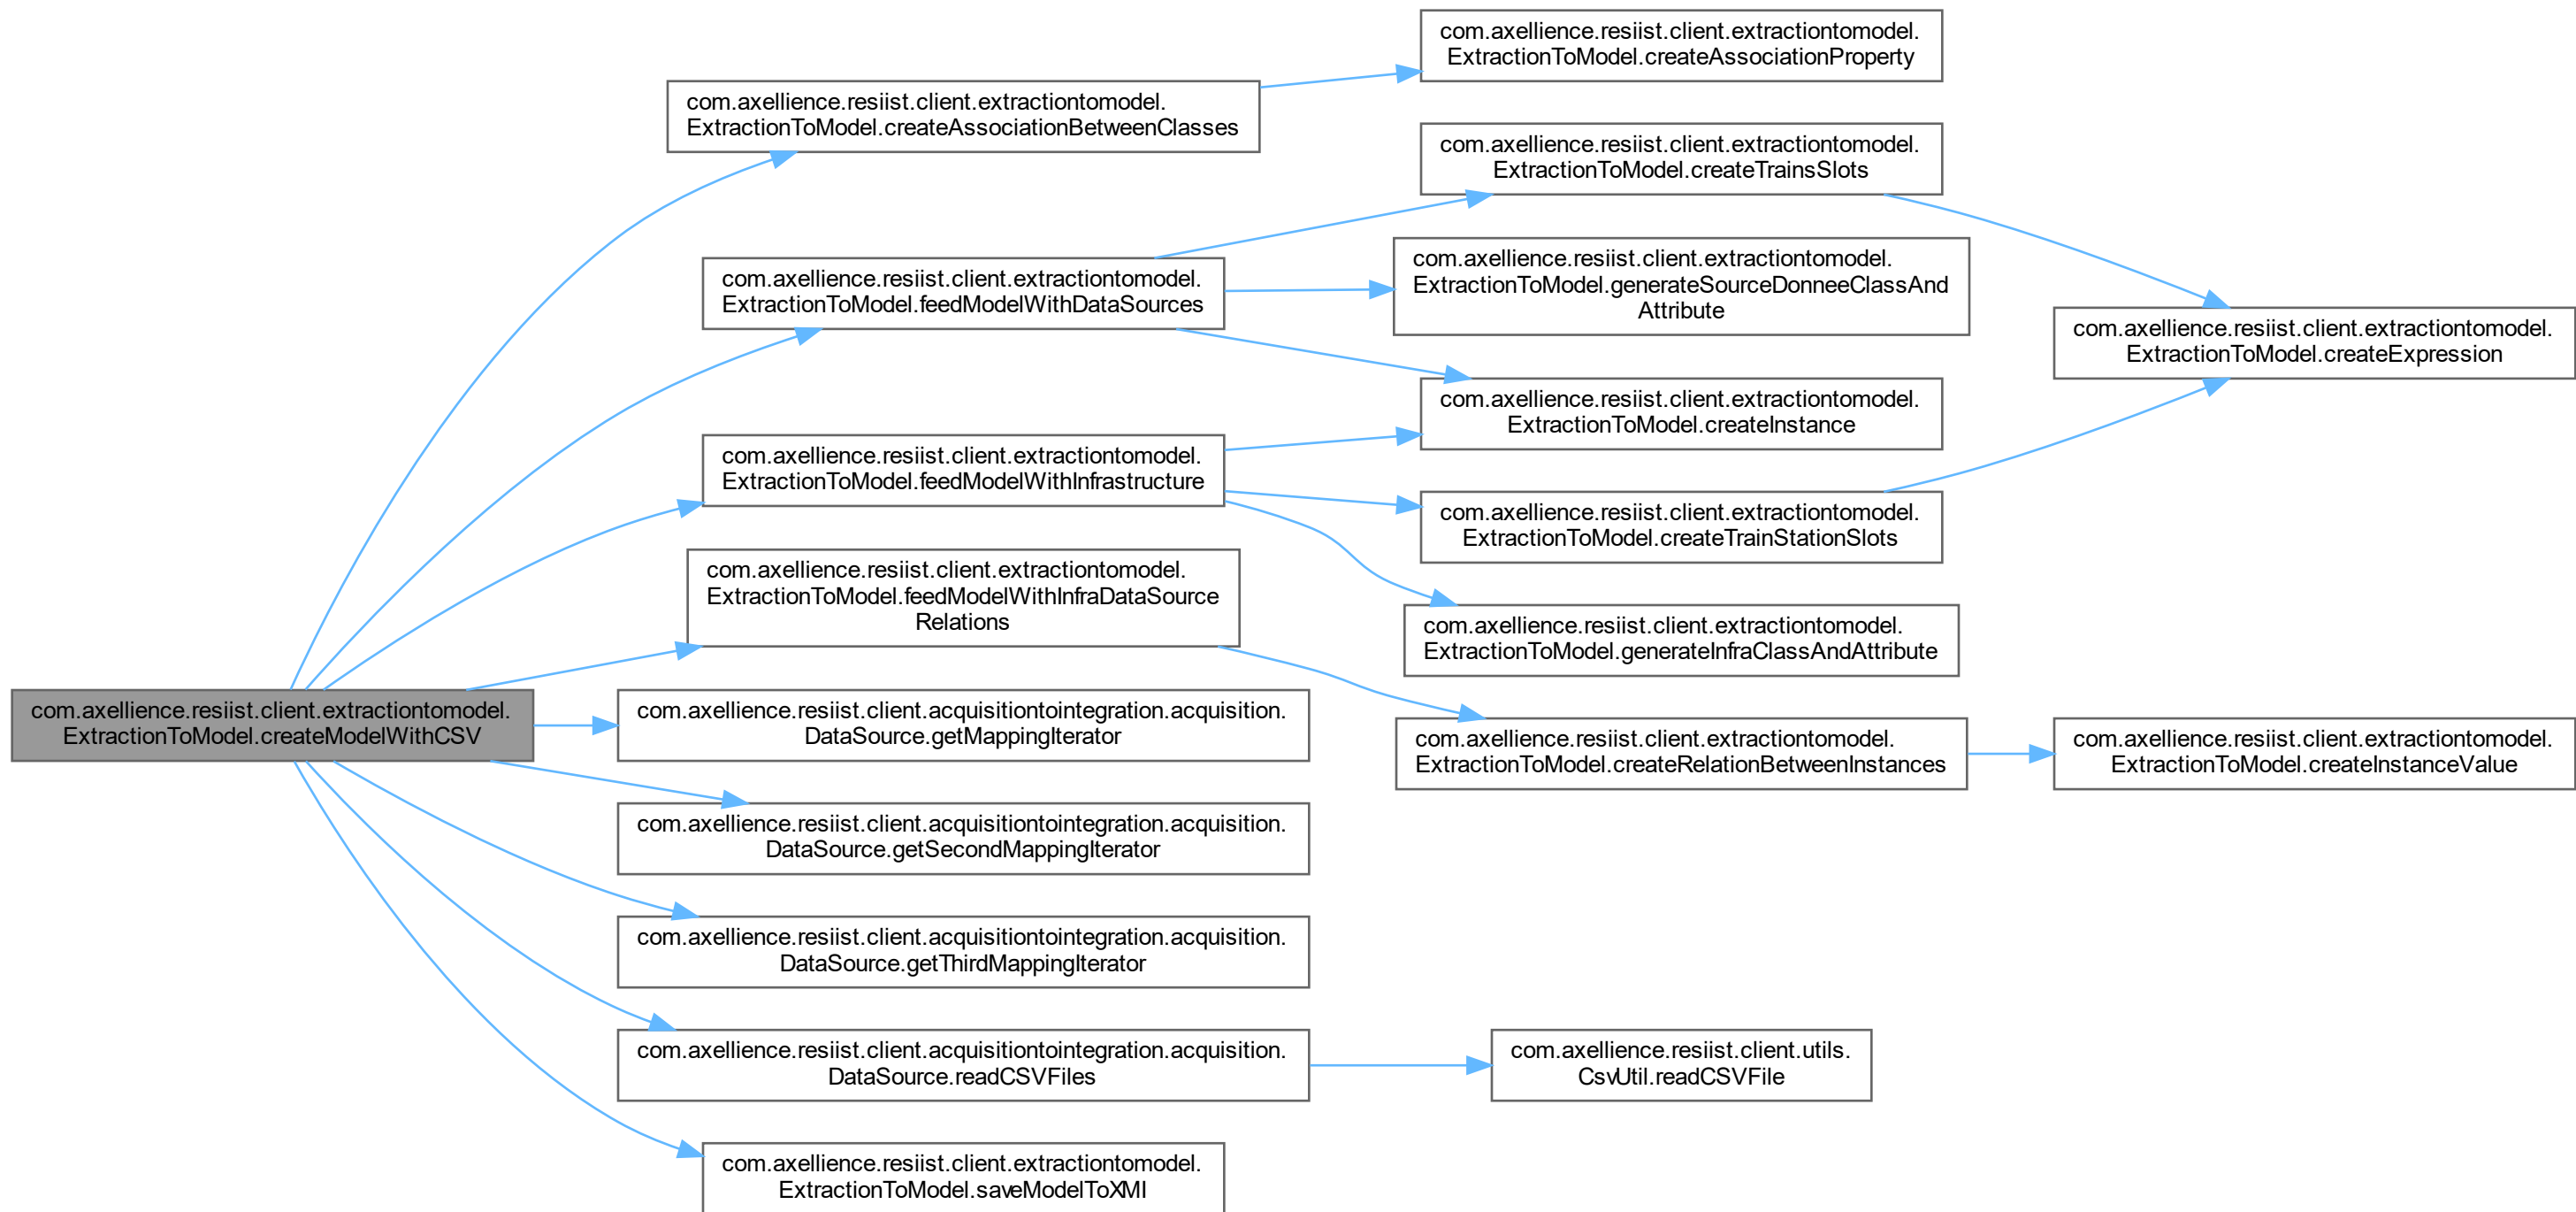 com.axellience.resiist.client.extractiontomodel.
ExtractionToModel.createModelWithCSV
com.axellience.resiist.client.extractiontomodel.
ExtractionToModel.createAssociationBetweenClasses
com.axellience.resiist.client.extractiontomodel.
ExtractionToModel.createAssociationProperty
com.axellience.resiist.client.extractiontomodel.
ExtractionToModel.feedModelWithDataSources
com.axellience.resiist.client.extractiontomodel.
ExtractionToModel.createTrainsSlots
com.axellience.resiist.client.extractiontomodel.
ExtractionToModel.generateSourceDonneeClassAnd
Attribute
com.axellience.resiist.client.extractiontomodel.
ExtractionToModel.createInstance
com.axellience.resiist.client.extractiontomodel.
ExtractionToModel.createExpression
com.axellience.resiist.client.extractiontomodel.
ExtractionToModel.feedModelWithInfrastructure
com.axellience.resiist.client.extractiontomodel.
ExtractionToModel.createTrainStationSlots
com.axellience.resiist.client.extractiontomodel.
ExtractionToModel.generateInfraClassAndAttribute
com.axellience.resiist.client.extractiontomodel.
ExtractionToModel.feedModelWithInfraDataSource
Relations
com.axellience.resiist.client.extractiontomodel.
ExtractionToModel.createRelationBetweenInstances
com.axellience.resiist.client.extractiontomodel.
ExtractionToModel.createInstanceValue
com.axellience.resiist.client.acquisitiontointegration.acquisition.
DataSource.getMappingIterator
com.axellience.resiist.client.acquisitiontointegration.acquisition.
DataSource.getSecondMappingIterator
com.axellience.resiist.client.acquisitiontointegration.acquisition.
DataSource.getThirdMappingIterator
com.axellience.resiist.client.acquisitiontointegration.acquisition.
DataSource.readCSVFiles
com.axellience.resiist.client.utils.
CsvUtil.readCSVFile
com.axellience.resiist.client.extractiontomodel.
ExtractionToModel.saveModelToXMI